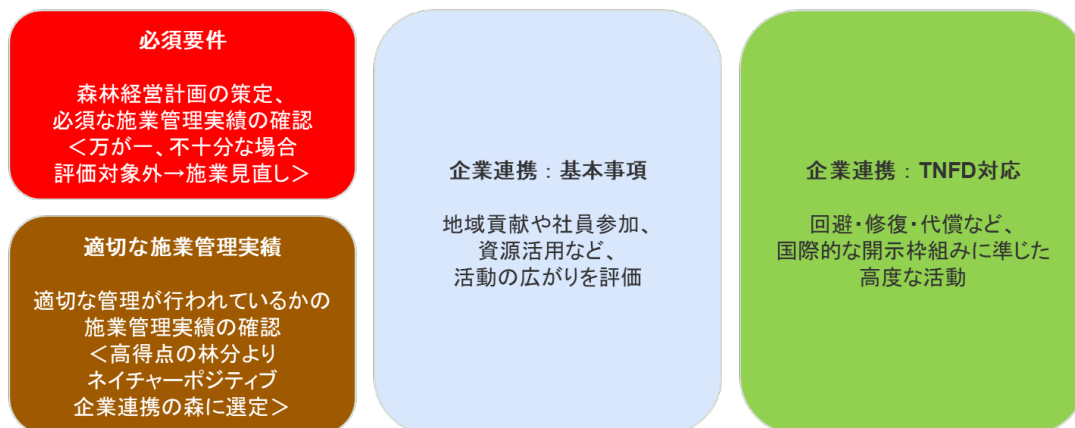 必須要件
森林経営計画の策定、
必須な施業管理実績の確認
＜万が一、不十分な場合
評価対象外→施業見直し＞
適切な施業管理実績
適切な管理が行われているかの
施業管理実績の確認
＜高得点の林分より
ネイチャーポジティブ
企業連携の森に選定＞
企業連携：基本事項
地域貢献や社員参加、
資源活用など、
活動の広がりを評価
企業連携：TNFD対応
回避・修復・代償など、
国際的な開示枠組みに準じた
高度な活動